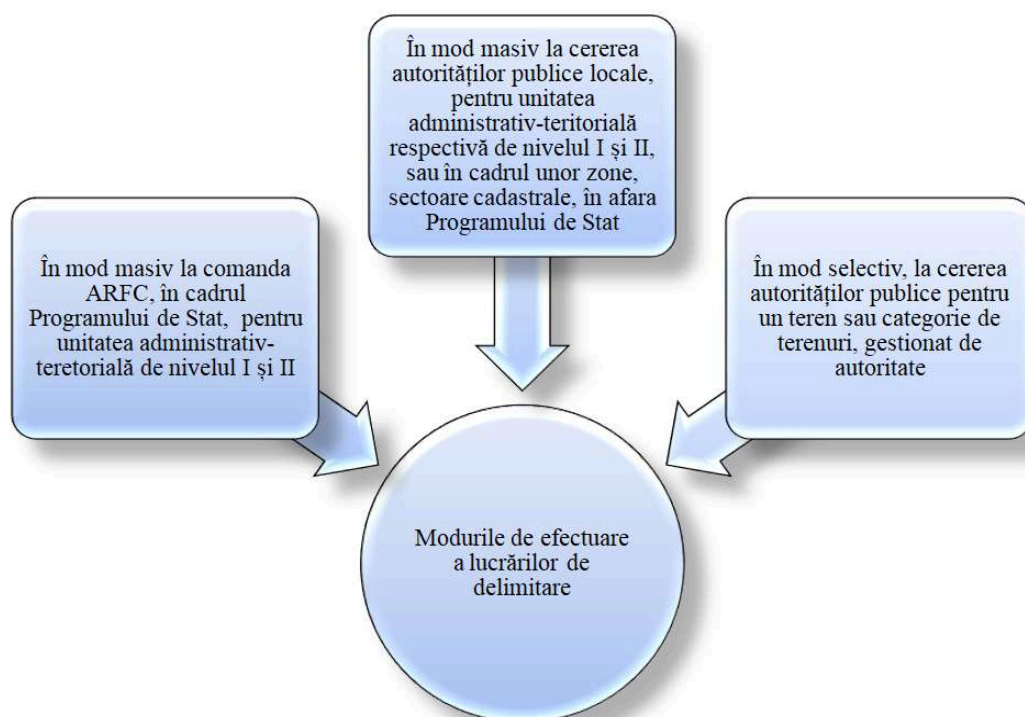 În mod masiv la comanda
ARFC, în cadrul
Programului de Stat, pentru
unitatea administrativ-
teretorială de nivelul I și II
În mod masiv la cererea
autorităților publice locale,
pentru unitatea
administrativ-teritorială
respectivă de nivelul I și II,
sau în cadrul unor zone,
sectoare cadastrale, în afara
Programului de Stat
În mod selectiv, la cererea
autorităților publice pentru
un teren sau categorie de
terenuri, gestionat de
autoritate
Modurile de efectuare
a lucrărilor de
delimitare